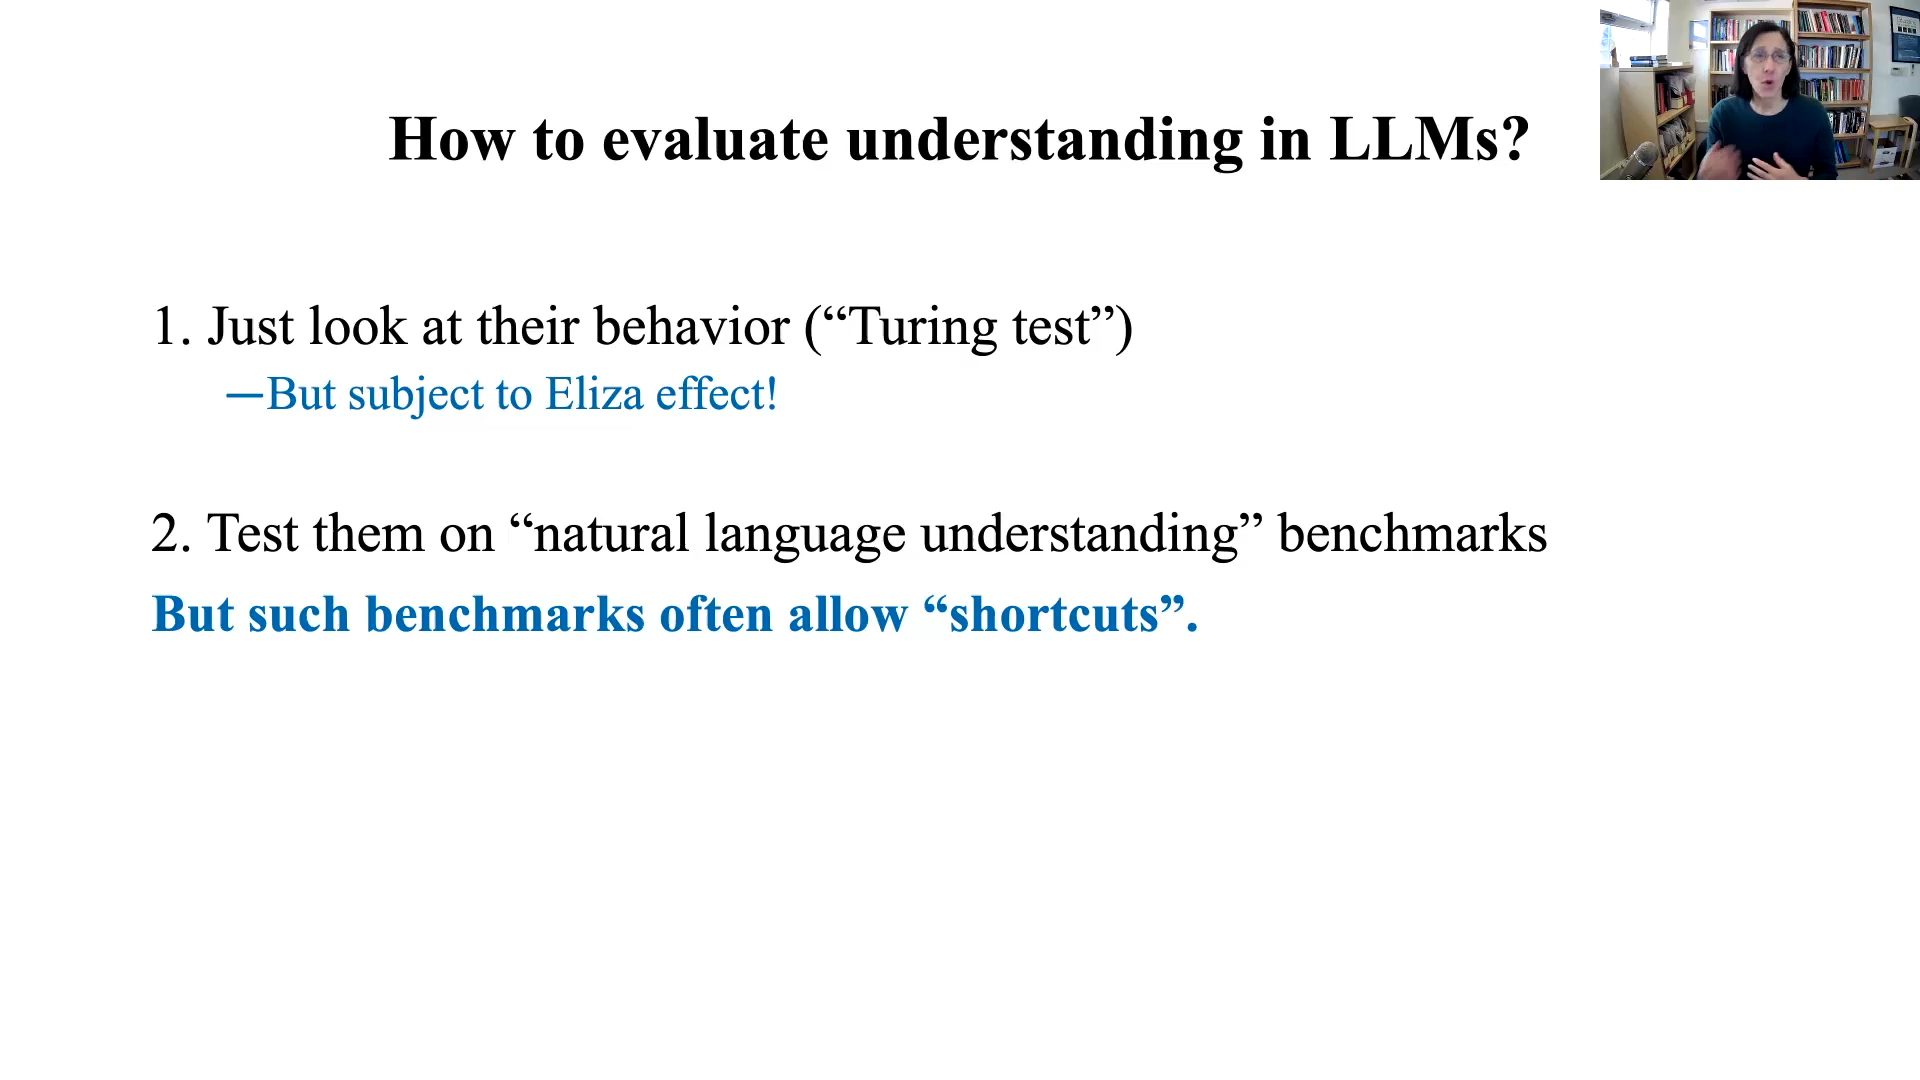 How to evaluate understanding in LLMs?
1. Just look at their behavior (“Turing test”)
—But subject to Eliza effect!
2. Test them on “natural language understanding” benchmarks
But such benchmarks often allow “shortcuts”.